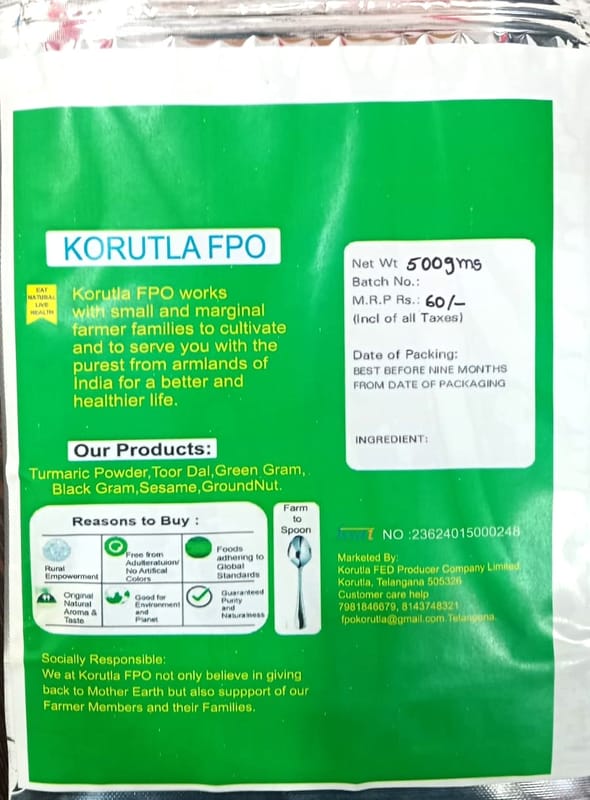 KORUTLA FPO
EAT
NATURAL
LIVE
HEALTH
Korutla FPO works
with small and marginal
farmer families to cultivate
and to serve you with the
purest from armlands of
India for a better and
healthier life.
Our Products:
Turmaric Powder,Toor Dal,Green Gram,
Black Gram,Sesame,GroundNut.
Reasons to Buy :
Rural
Empowerment
Free from
Adulteratuion/
No Artifical
Colors
Foods
adhering to
Global
Standards
Orginal
Natural
Aroma &
Taste
Good for
Environment
and
Planet
Guaranteed
Purity
and
Naturalness
Farm
to
Spoon
Socially Responsible:
We at Korutla FPO not only believe in giving
back to Mother Earth but also suppport of our
Farmer Members and their Families.
Net Wt 500gms
Batch No.:
M.R.P Rs.: 60/-
(Incl of all Taxes)
Date of Packing:
BEST BEFORE NINE MONTHS
FROM DATE OF PACKAGING
INGREDIENT:
NO :23624015000248
Marketed By:
Korutla FED Producer Company Limited
Korutla, Telangana 505326
Customer care help
7981846679, 8143748321
fpokorutla@gmail.com.Telangana.